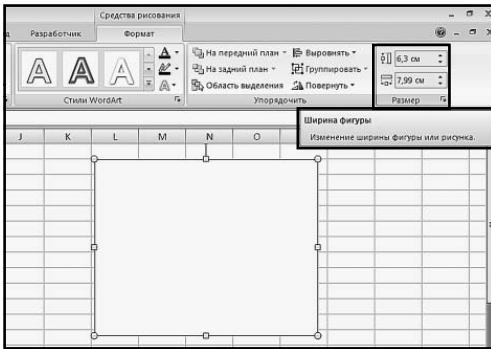 Средства рисования
Разработчик Формат
На передний план Выровнять 6,3 см
На задний план Группировать
Область выделения Повернуть 7,99 см
Стили WordArt Упорядочить Размер
Ширина фигуры
Изменение ширины фигуры или рисунка.
J K L M N O